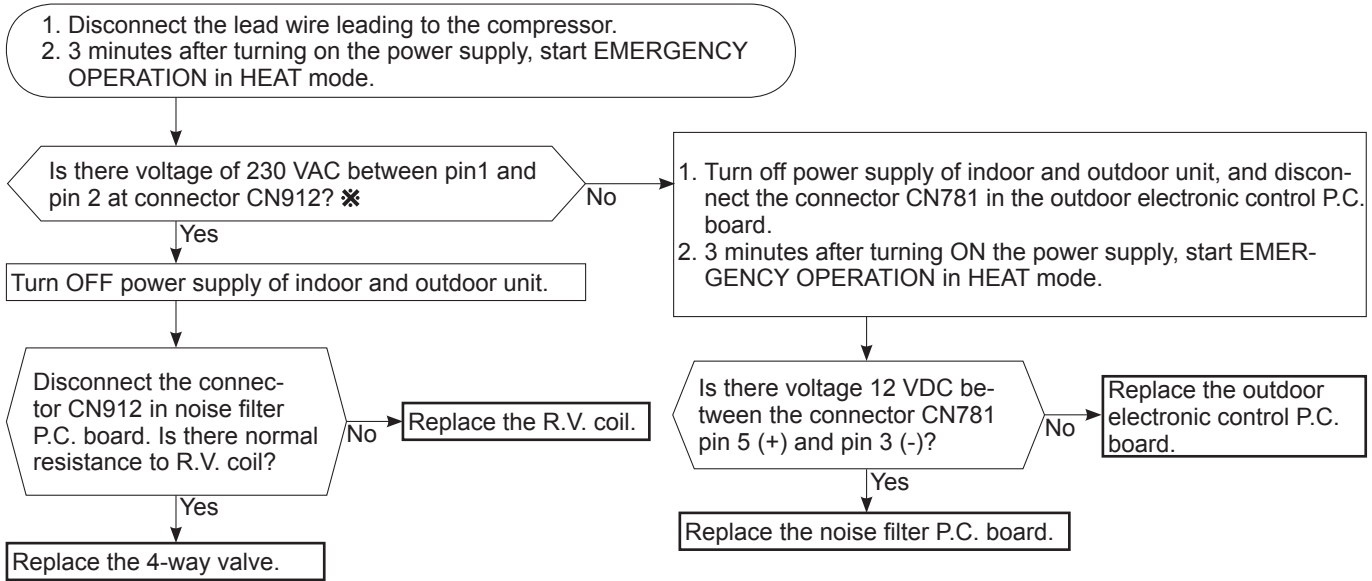 1. Disconnect the lead wire leading to the compressor.
2. 3 minutes after turning on the power supply, start EMERGENCY
OPERATION in HEAT mode.
Is there voltage of 230 VAC between pin1 and
pin 2 at connector CN912? ※
No
Yes
Turn OFF power supply of indoor and outdoor unit.
Disconnect the connec-
tor CN912 in noise filter
P.C. board. Is there normal
resistance to R.V. coil?
No
Replace the R.V. coil.
Yes
Replace the 4-way valve.
1. Turn off power supply of indoor and outdoor unit, and discon-
nect the connector CN781 in the outdoor electronic control P.C.
board.
2. 3 minutes after turning ON the power supply, start EMER-
GENCY OPERATION in HEAT mode.
Is there voltage 12 VDC be-
tween the connector CN781
pin 5 (+) and pin 3 (-)?
No
Replace the outdoor
electronic control P.C.
board.
Yes
Replace the noise filter P.C. board.